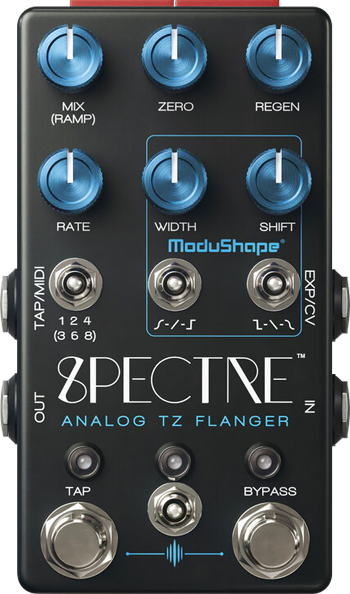 MIX ZERO REGEN
(RAMP)
RATE WIDTH SHIFT
ModuShape®
TAP/MIDI
EXP/CV
1 2 4
(3 6 8)
SPECTRE™
OUT
IN
ANALOG TZ FLANGER
TAP BYPASS